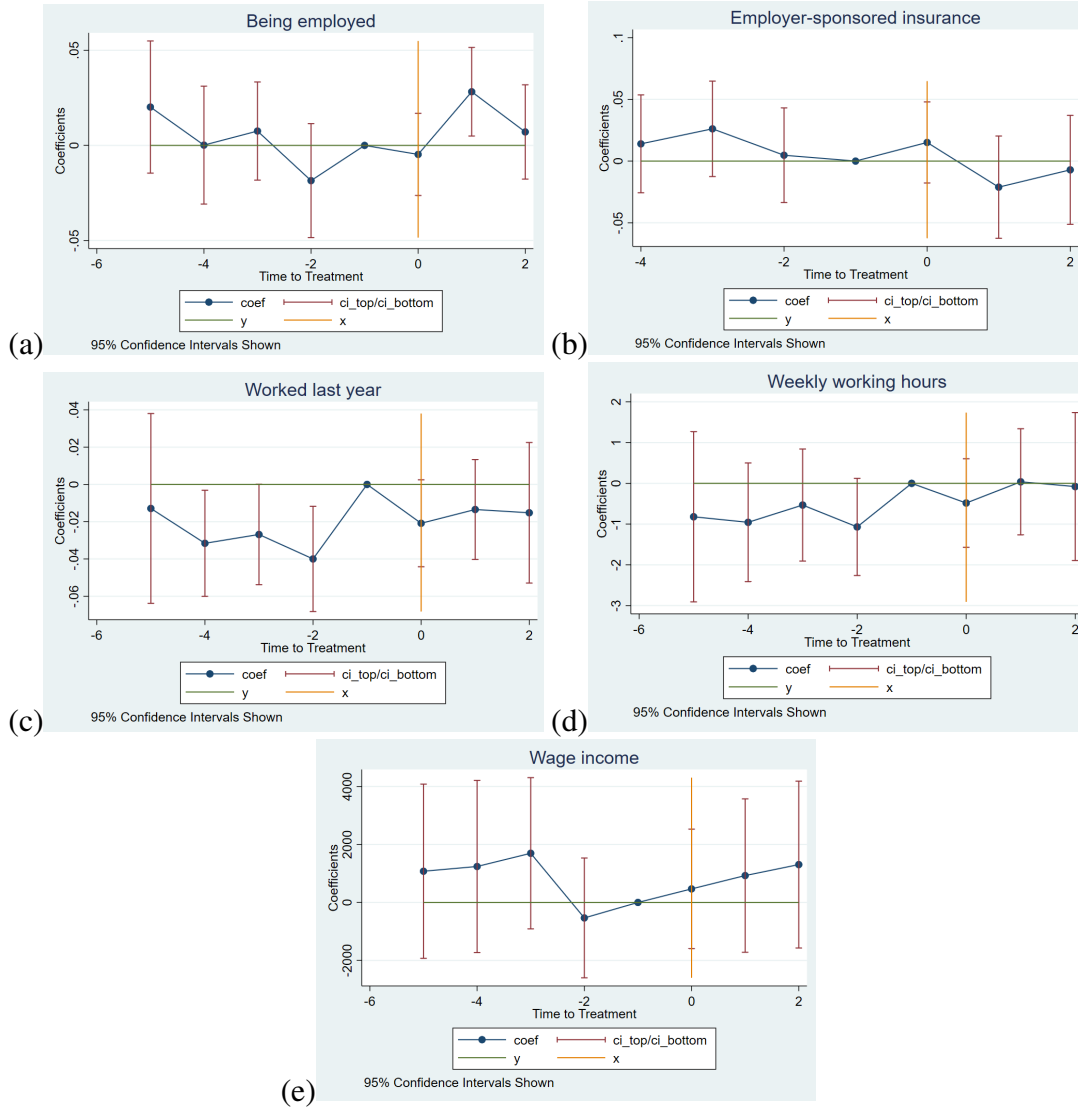 Being employed
.05
0
-.05
Coefficients
-6 -4 -2 0 2
Time to Treatment
coef ci_top/ci_bottom
y x
95% Confidence Intervals Shown
(a)
Employer-sponsored insurance
.1
.05
0
-.05
Coefficients
-4 -2 0 2
Time to Treatment
coef ci_top/ci_bottom
y x
95% Confidence Intervals Shown
(b)
Worked last year
.04
.02
0
-.02
-.04
-.06
Coefficients
-6 -4 -2 0 2
Time to Treatment
coef ci_top/ci_bottom
y x
95% Confidence Intervals Shown
(c)
Weekly working hours
2
1
0
-1
-2
-3
Coefficients
-6 -4 -2 0 2
Time to Treatment
coef ci_top/ci_bottom
y x
95% Confidence Intervals Shown
(d)
Wage income
4000
2000
0
-2000
Coefficients
-6 -4 -2 0 2
Time to Treatment
coef ci_top/ci_bottom
y x
95% Confidence Intervals Shown
(e)